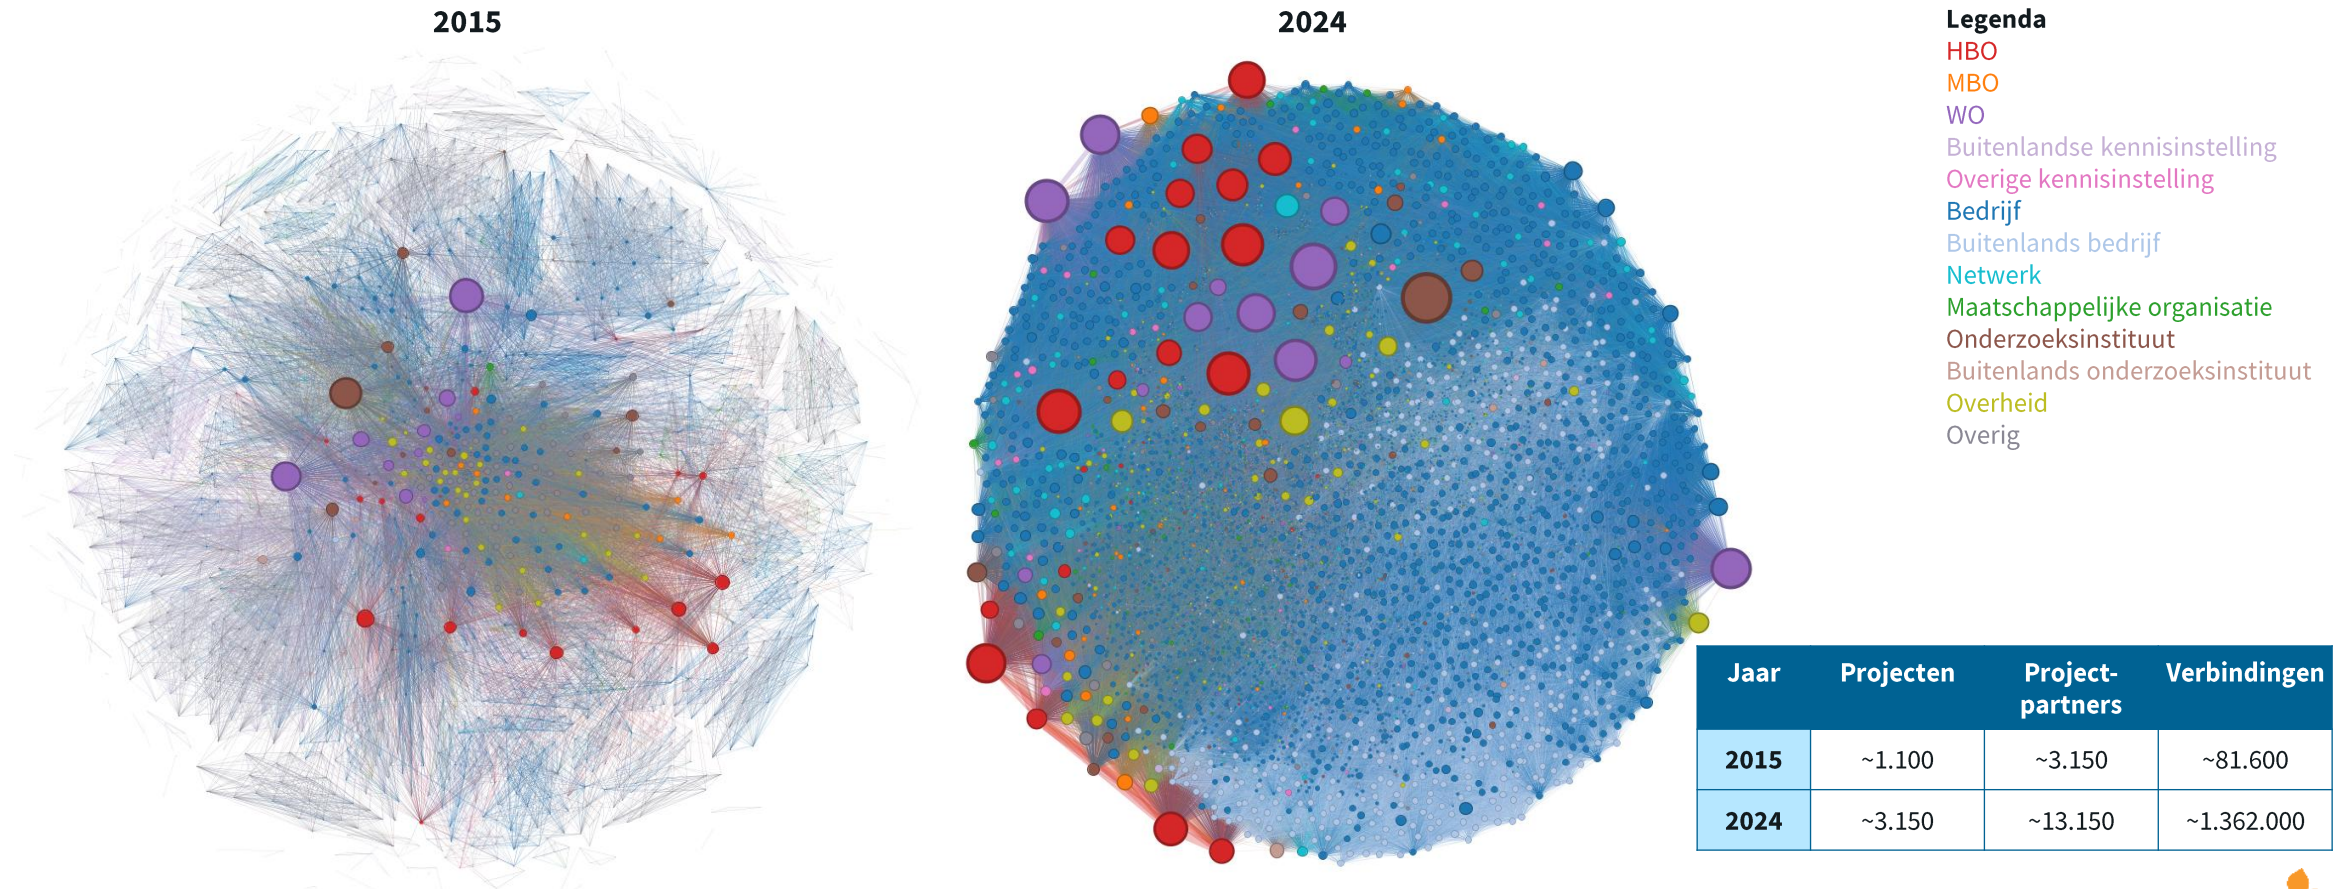 2015
2024
Legenda
HBO
MBO
WO
Buitenlandse kennisinstelling
Overige kennisinstelling
Bedrijf
Buitenlands bedrijf
Netwerk
Maatschappelijke organisatie
Onderzoeksinstituut
Buitenlands onderzoeksinstituut
Overheid
Overig
Jaar Projecten Project- Verbindingen
partners
2015 ~1.100 ~3.150 ~81.600
2024 ~3.150 ~13.150 ~1.362.000